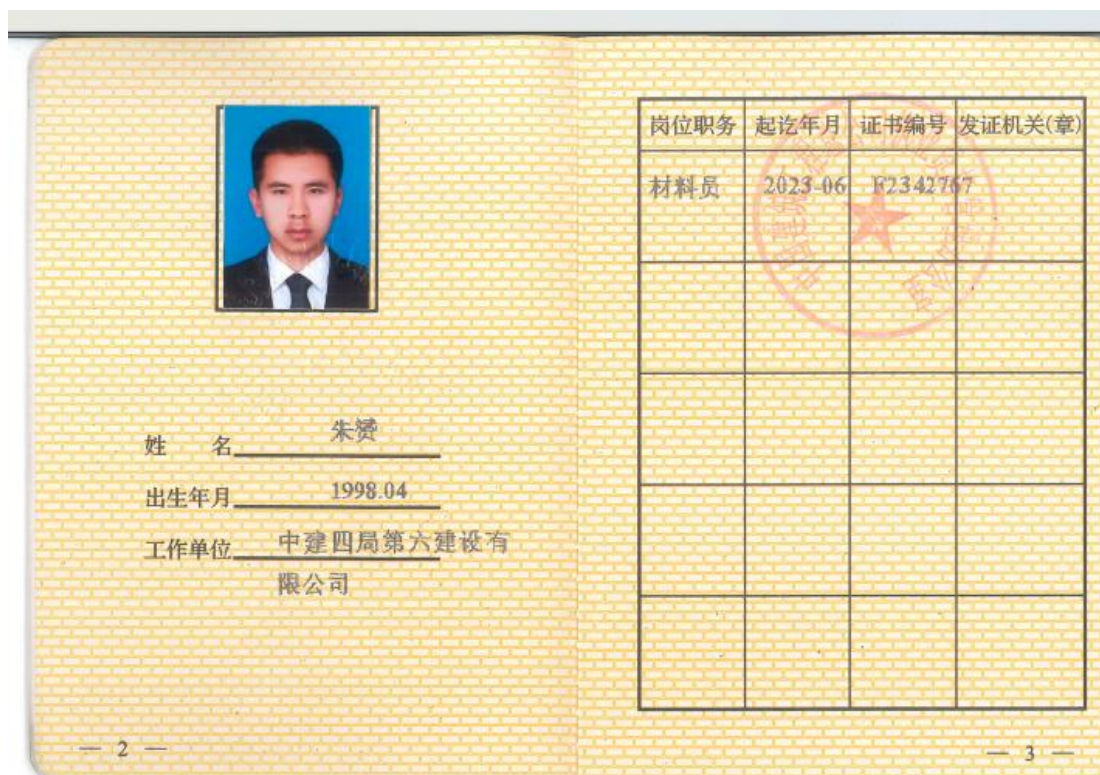 姓 名 朱赟
出生年月 1998.04
工作单位 中建四局第六建设有
限公司
— 2 —
岗位职务 起讫年月 证书编号 发证机关(章)
材料员 2023-06 F2342767
— 3 —